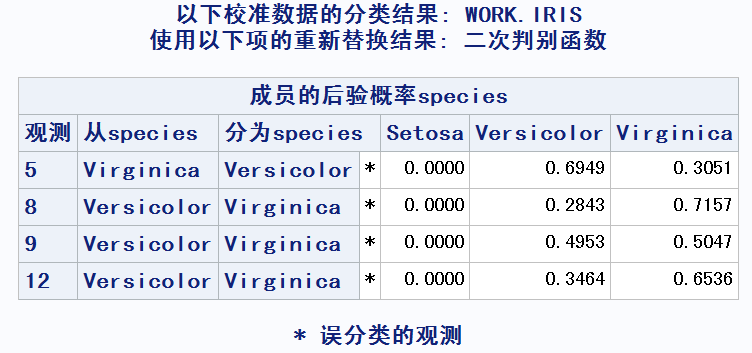 以下校准数据的分类结果: WORK.IRIS
使用以下项的重新替换结果: 二次判别函数
成员的后验概率species
观测 从species 分为species Setosa Versicolor Virginica
5 Virginica Versicolor * 0.0000 0.6949 0.3051
8 Versicolor Virginica * 0.0000 0.2843 0.7157
9 Versicolor Virginica * 0.0000 0.4953 0.5047
12 Versicolor Virginica * 0.0000 0.3464 0.6536
* 误分类的观测